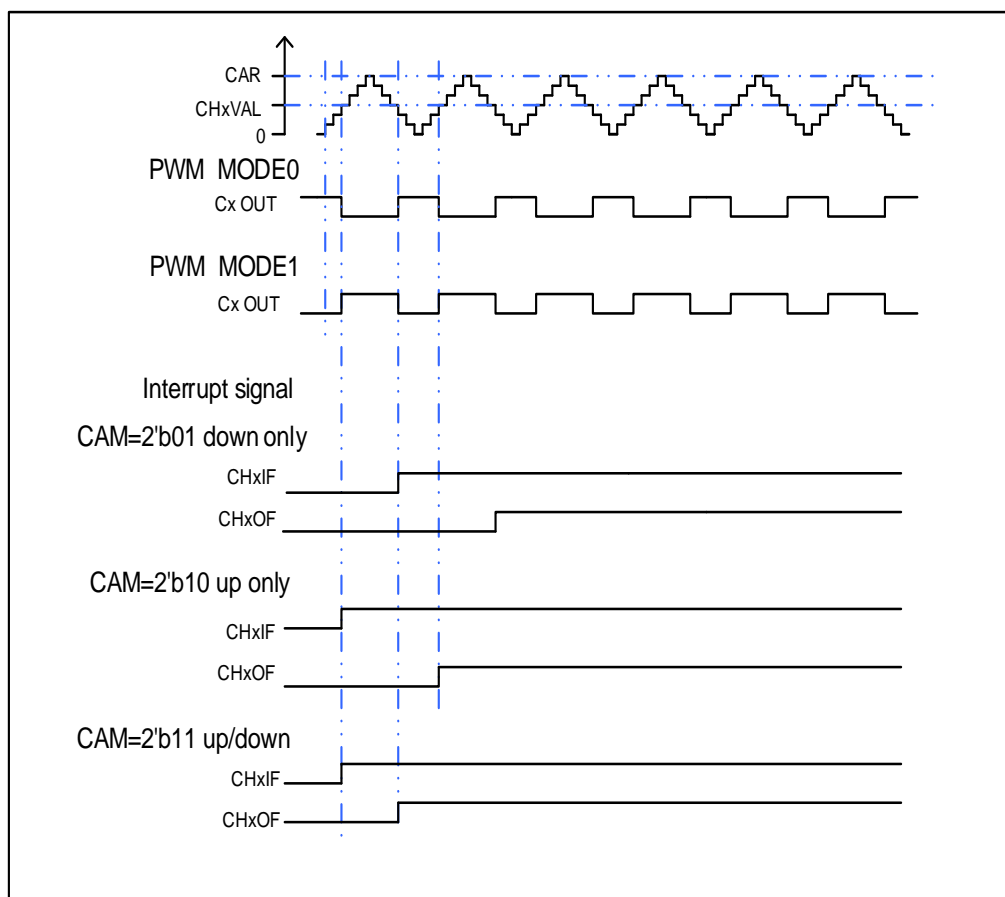 CAR
CHxVAL
0
PWM MODE0
Cx OUT
PWM MODE1
Cx OUT
Interrupt signal
CAM=2'b01 down only
CHxIF
CHxOF
CAM=2'b10 up only
CHxIF
CHxOF
CAM=2'b11 up/down
CHxIF
CHxOF